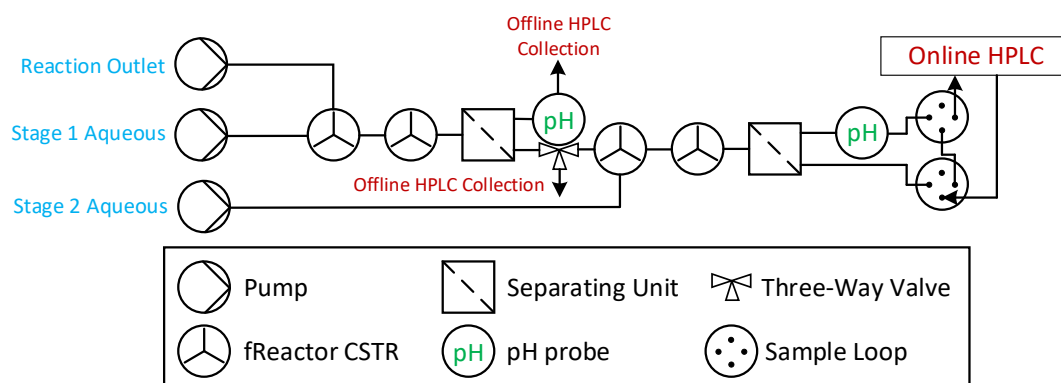 Offline HPLC
Collection
Reaction Outlet
Online HPLC
Stage 1 Aqueous
pH
pH
Offline HPLC Collection
Stage 2 Aqueous
Pump
Separating Unit
Three-Way Valve
fReactor CSTR
pH
pH probe
Sample Loop